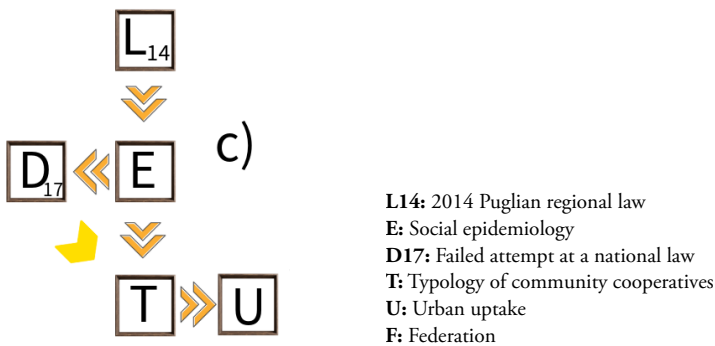 L14
D17 E c)
T U
L14: 2014 Puglian regional law
E: Social epidemiology
D17: Failed attempt at a national law
T: Typology of community cooperatives
U: Urban uptake
F: Federation